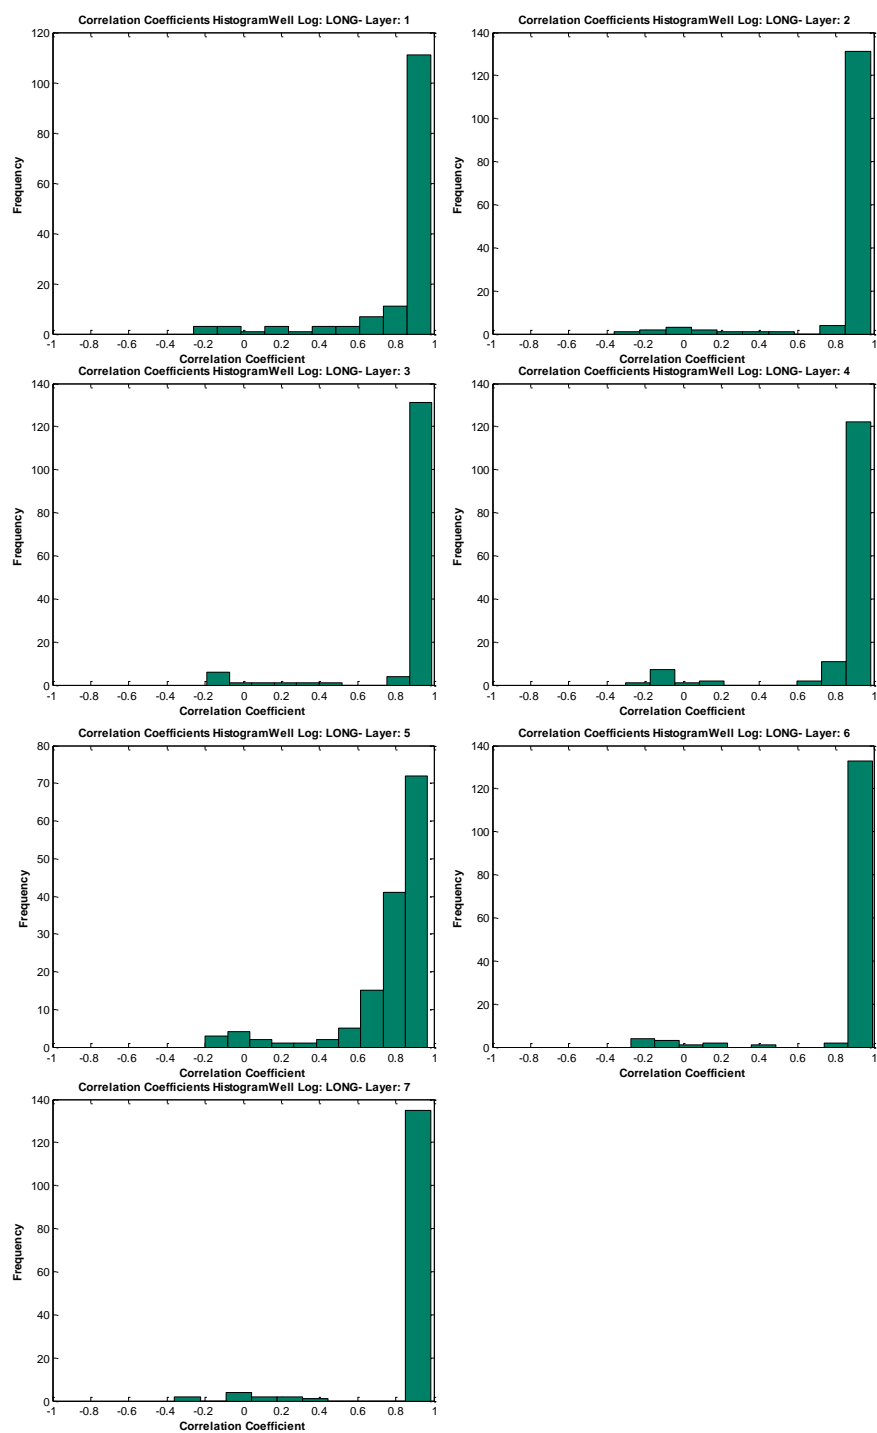 Correlation Coefficients HistogramWell Log: LONG- Layer: 1
120
100
80
60
40
20
0
Frequency
-1 -0.8 -0.6 -0.4 -0.2 0 0.2 0.4 0.6 0.8 1
Correlation Coefficient
Correlation Coefficients HistogramWell Log: LONG- Layer: 2
140
120
100
80
60
40
20
0
Frequency
-1 -0.8 -0.6 -0.4 -0.2 0 0.2 0.4 0.6 0.8 1
Correlation Coefficient
Correlation Coefficients HistogramWell Log: LONG- Layer: 3
140
120
100
80
60
40
20
0
Frequency
-1 -0.8 -0.6 -0.4 -0.2 0 0.2 0.4 0.6 0.8 1
Correlation Coefficient
Correlation Coefficients HistogramWell Log: LONG- Layer: 4
140
120
100
80
60
40
20
0
Frequency
-1 -0.8 -0.6 -0.4 -0.2 0 0.2 0.4 0.6 0.8 1
Correlation Coefficient
Correlation Coefficients HistogramWell Log: LONG- Layer: 5
80
70
60
50
40
30
20
10
0
Frequency
-1 -0.8 -0.6 -0.4 -0.2 0 0.2 0.4 0.6 0.8 1
Correlation Coefficient
Correlation Coefficients HistogramWell Log: LONG- Layer: 6
140
120
100
80
60
40
20
0
Frequency
-1 -0.8 -0.6 -0.4 -0.2 0 0.2 0.4 0.6 0.8 1
Correlation Coefficient
Correlation Coefficients HistogramWell Log: LONG- Layer: 7
140
120
100
80
60
40
20
0
Frequency
-1 -0.8 -0.6 -0.4 -0.2 0 0.2 0.4 0.6 0.8 1
Correlation Coefficient